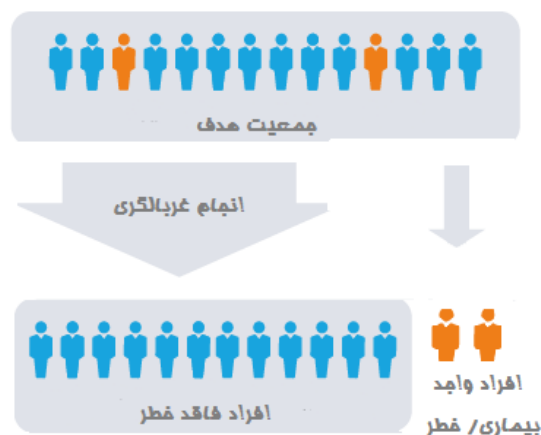 جمعیت هدف
انجام غربالگری
افراد واجد
بیماری/ خطر
افراد فاقد خطر